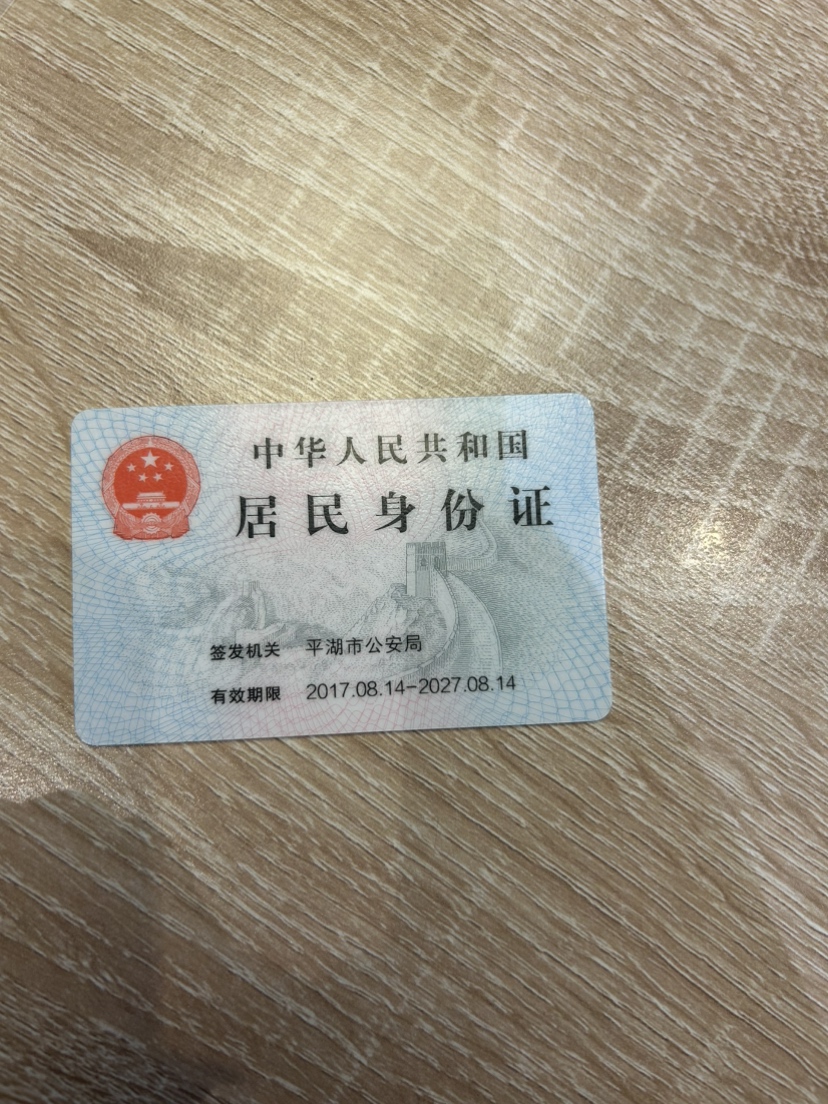 中华人民共和国
居民身份证
签发机关 平湖市公安局
有效期限 2017.08.14-2027.08.14